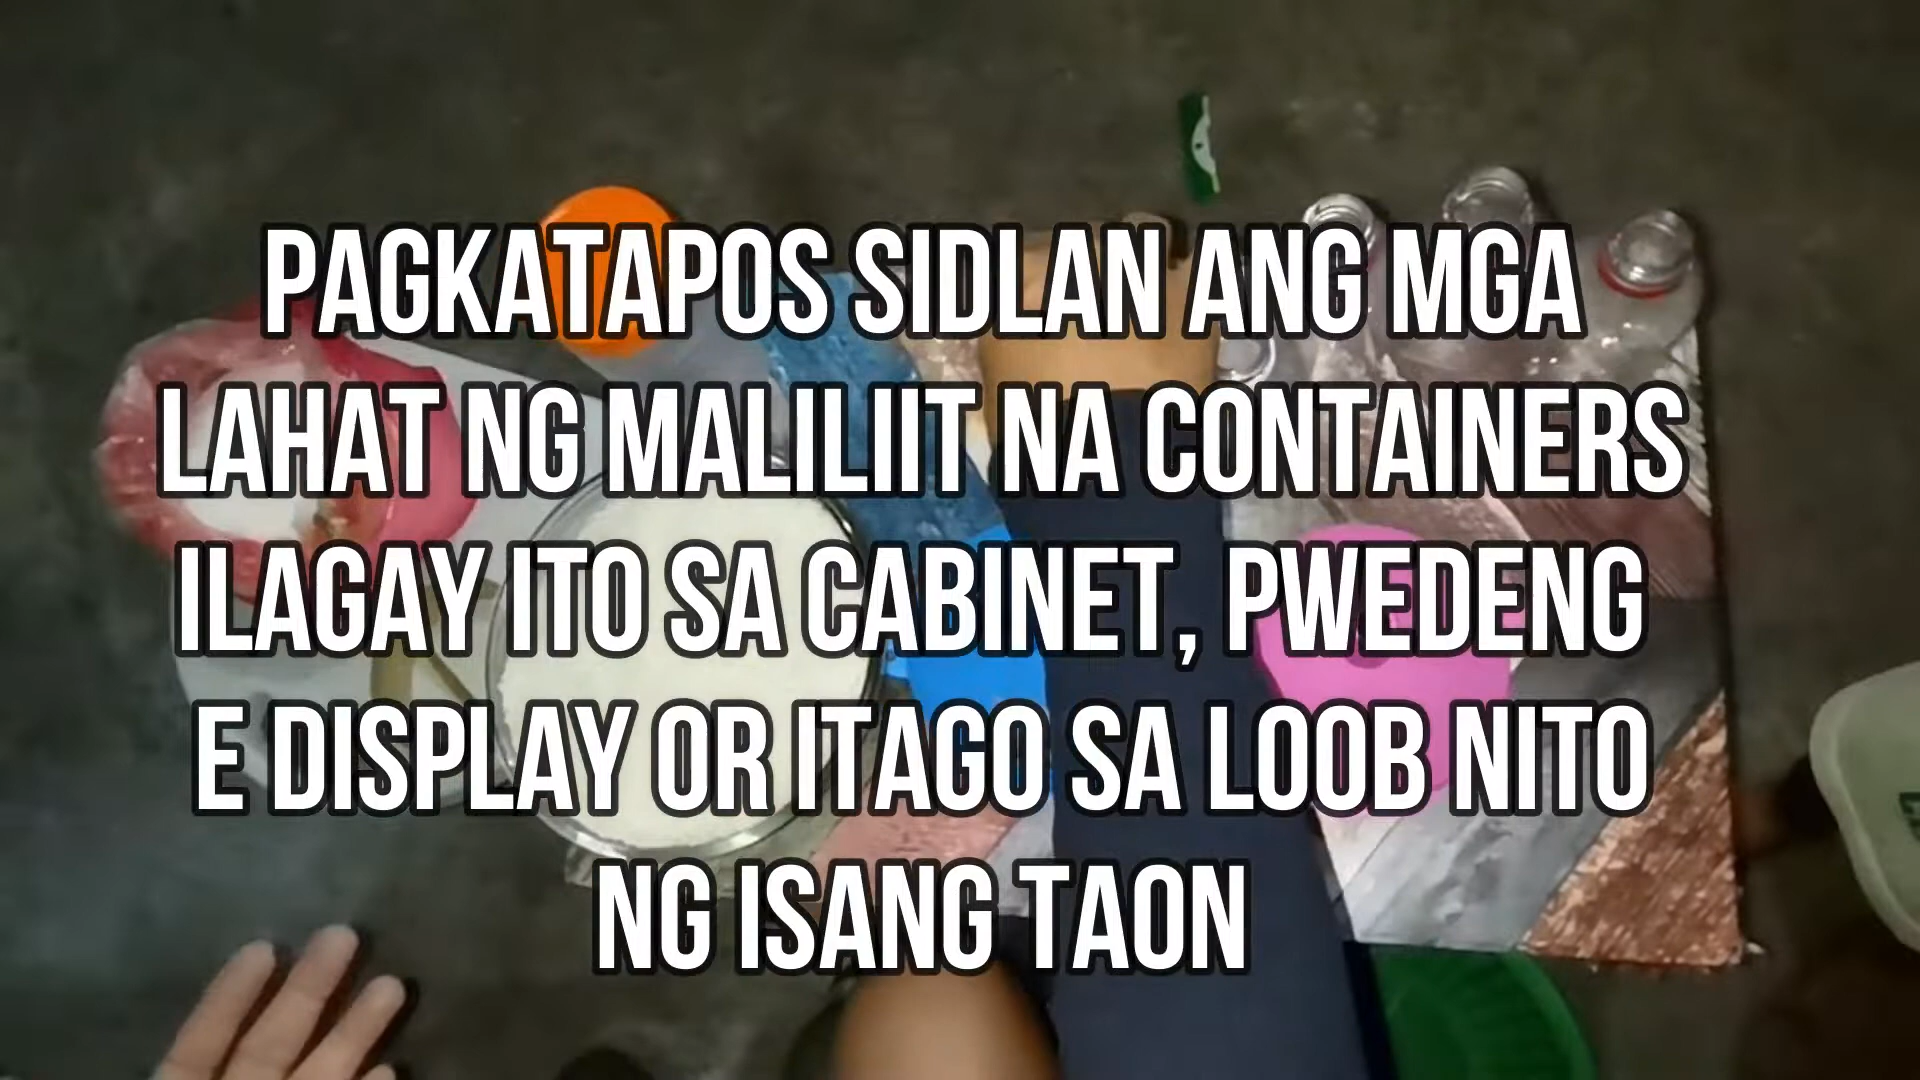 PAGKATAPOS SIDLAN ANG MGA
LAHAT NG MALILIIT NA CONTAINERS
ILAGAY ITO SA CABINET, PWEDENG
E DISPLAY OR ITAGO SA LOOB NITO
NG ISANG TAON